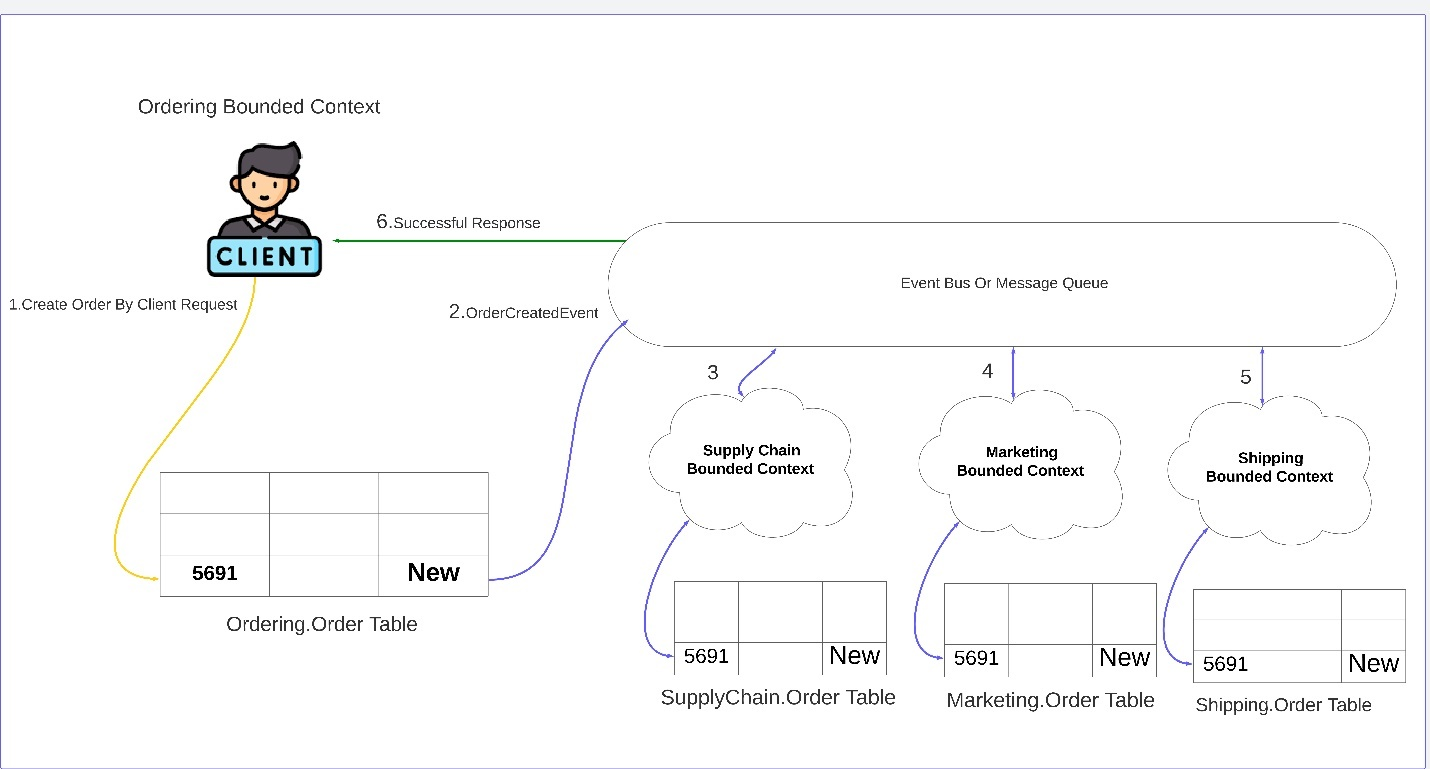 Ordering Bounded Context
CLIENT
6.Successful Response
1.Create Order By Client Request
2.OrderCreatedEvent
Event Bus Or Message Queue
3
4
5
Supply Chain
Bounded Context
Marketing
Bounded Context
Shipping
Bounded Context
5691 New
Ordering.Order Table
5691 New
SupplyChain.Order Table
5691 New
Marketing.Order Table
5691 New
Shipping.Order Table